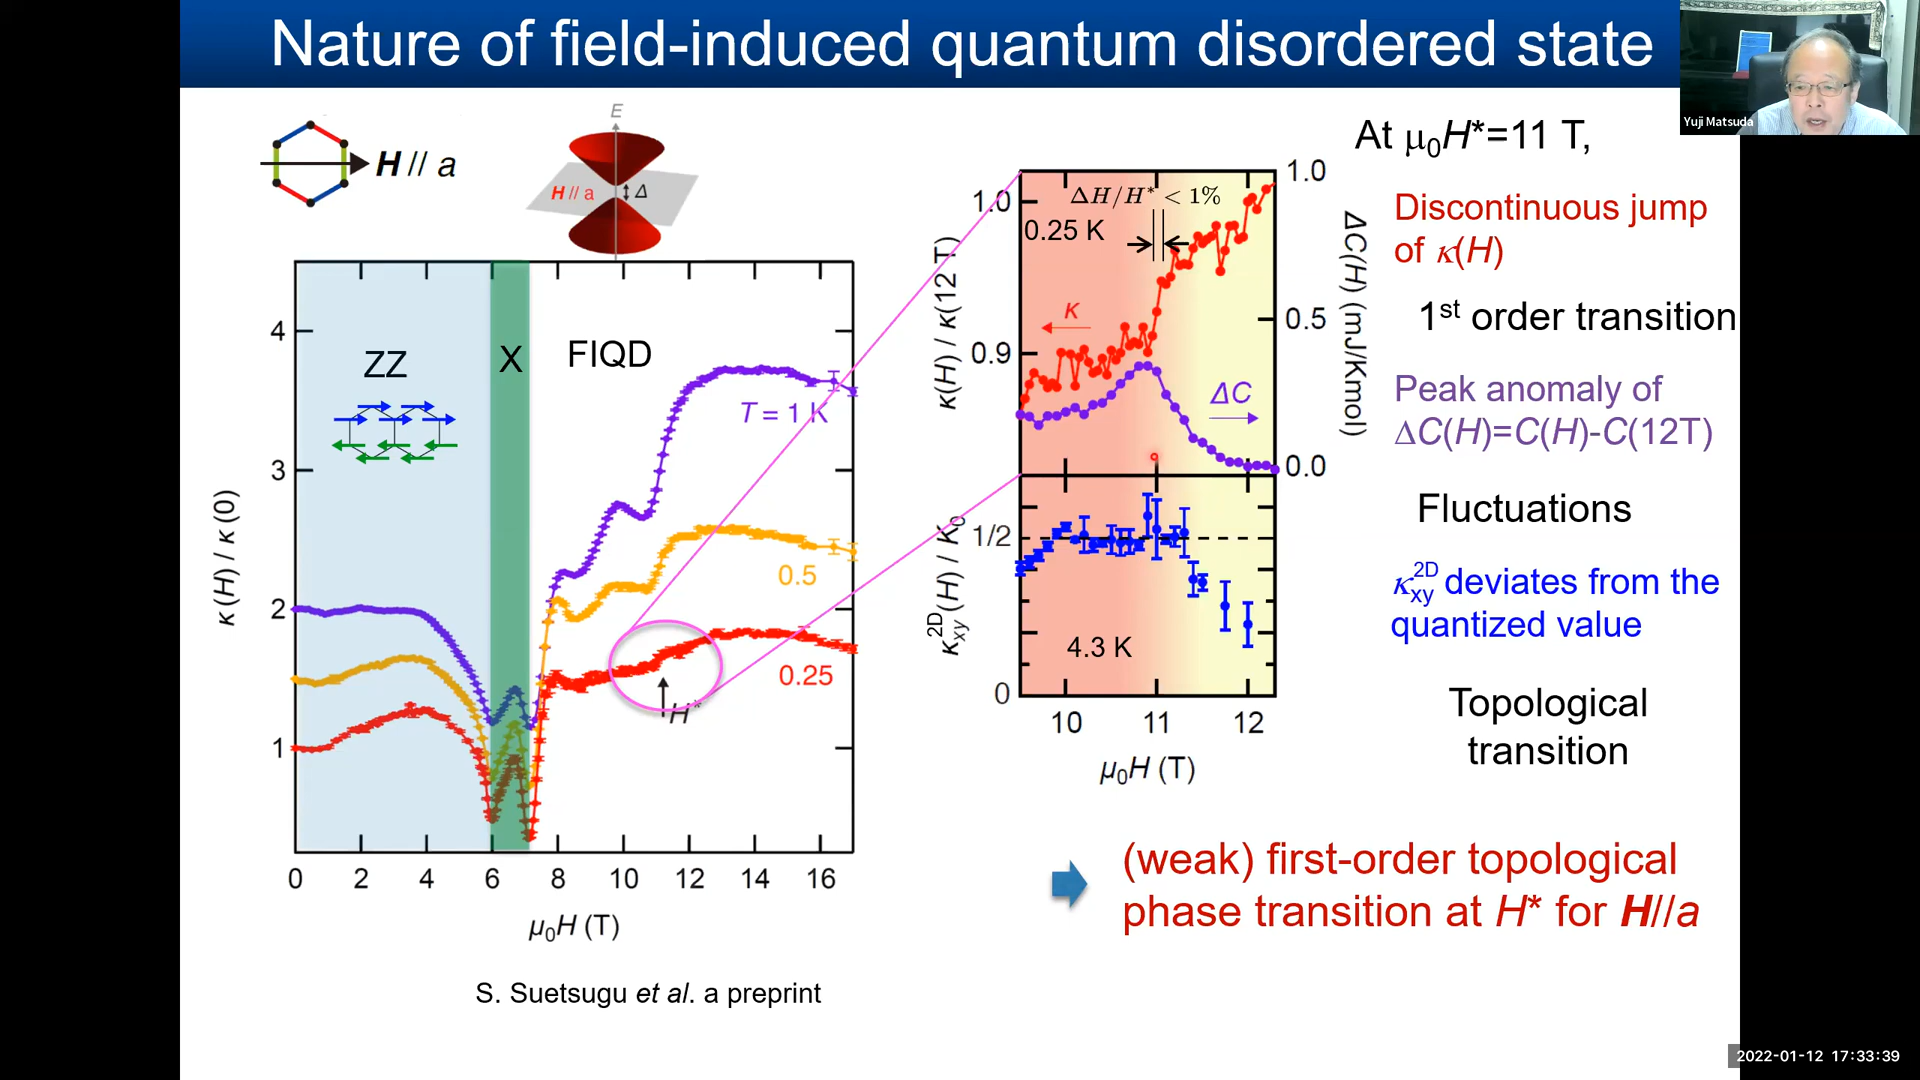 Nature of field-induced quantum disordered state
Yuji Matsuda
H // a
E
H // a
Δ
ZZ
X
FIQD
T = 1 K
0.5
0.25
H*
κ (H) / κ (0)
4
3
2
1
0 2 4 6 8 10 12 14 16
μ0H (T)
S. Suetsugu et al. a preprint
ΔH/H* < 1%
0.25 K
κ
ΔC
κ(H) / κ(12 T)
1.0
0.9
1.0
0.5
0.0
ΔC(H) (mJ/Kmol)
κxy2D(H) / K0
1/2
0
4.3 K
10 11 12
μ0H (T)
At μ0H*=11 T,
Discontinuous jump
of κ(H)
1st order transition
Peak anomaly of
ΔC(H)=C(H)-C(12T)
Fluctuations
κxy2D deviates from the
quantized value
Topological
transition
(weak) first-order topological
phase transition at H* for H//a
2022-01-12 17:33:39